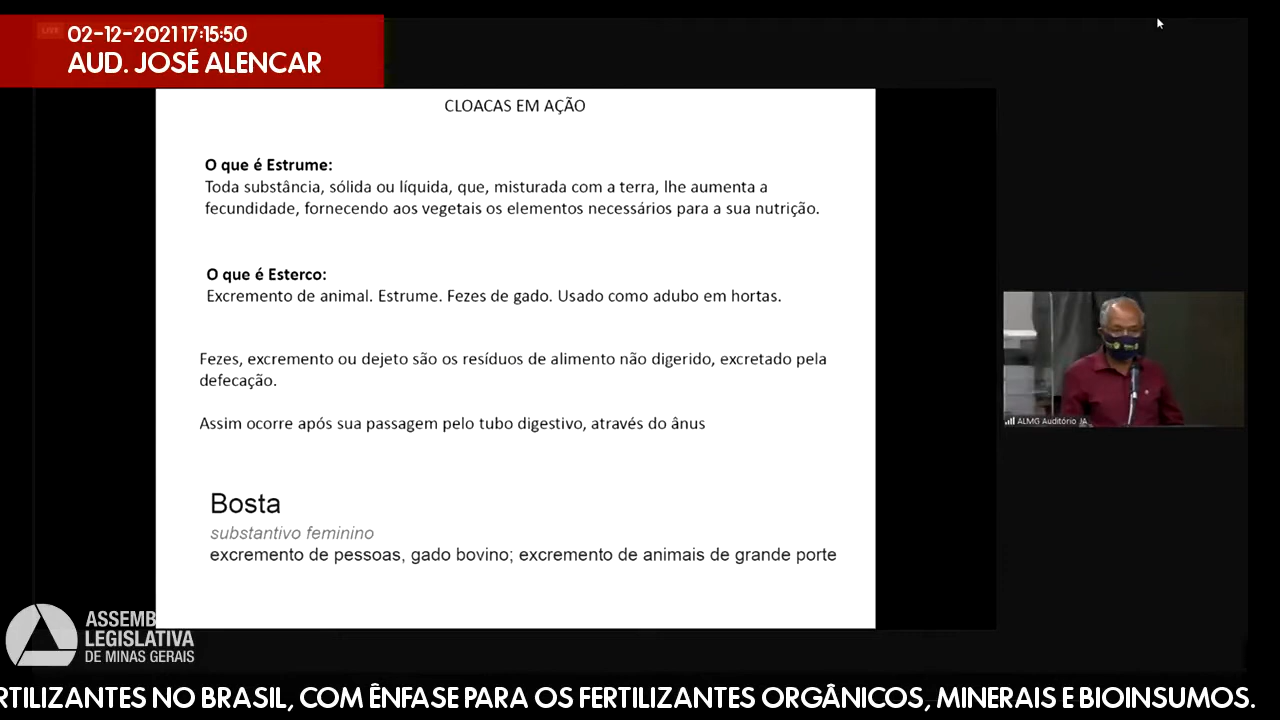 LIVE
02-12-2021 17:15:50
AUD. JOSÉ ALENCAR
CLOACAS EM AÇÃO
O que é Estrume:
Toda substância, sólida ou líquida, que, misturada com a terra, lhe aumenta a
fecundidade, fornecendo aos vegetais os elementos necessários para a sua nutrição.
O que é Esterco:
Excremento de animal. Estrume. Fezes de gado. Usado como adubo em hortas.
Fezes, excremento ou dejeto são os resíduos de alimento não digerido, excretado pela
defecação.
Assim ocorre após sua passagem pelo tubo digestivo, através do ânus
Bosta
substantivo feminino
excremento de pessoas, gado bovino; excremento de animais de grande porte
ALMG Auditório JA
ASSEMB
LEGISLATIVA
DE MINAS GERAIS
RTILIZANTES NO BRASIL, COM ÊNFASE PARA OS FERTILIZANTES ORGÂNICOS, MINERAIS E BIOINSUMOS.